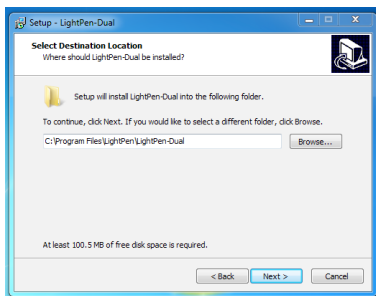 Setup - LightPen-Dual
Select Destination Location
Where should LightPen-Dual be installed?
Setup will install LightPen-Dual into the following folder.
To continue, click Next. If you would like to select a different folder, click Browse.
C:\Program Files\LightPen\LightPen-Dual
Browse...
At least 100.5 MB of free disk space is required.
< Back
Next >
Cancel